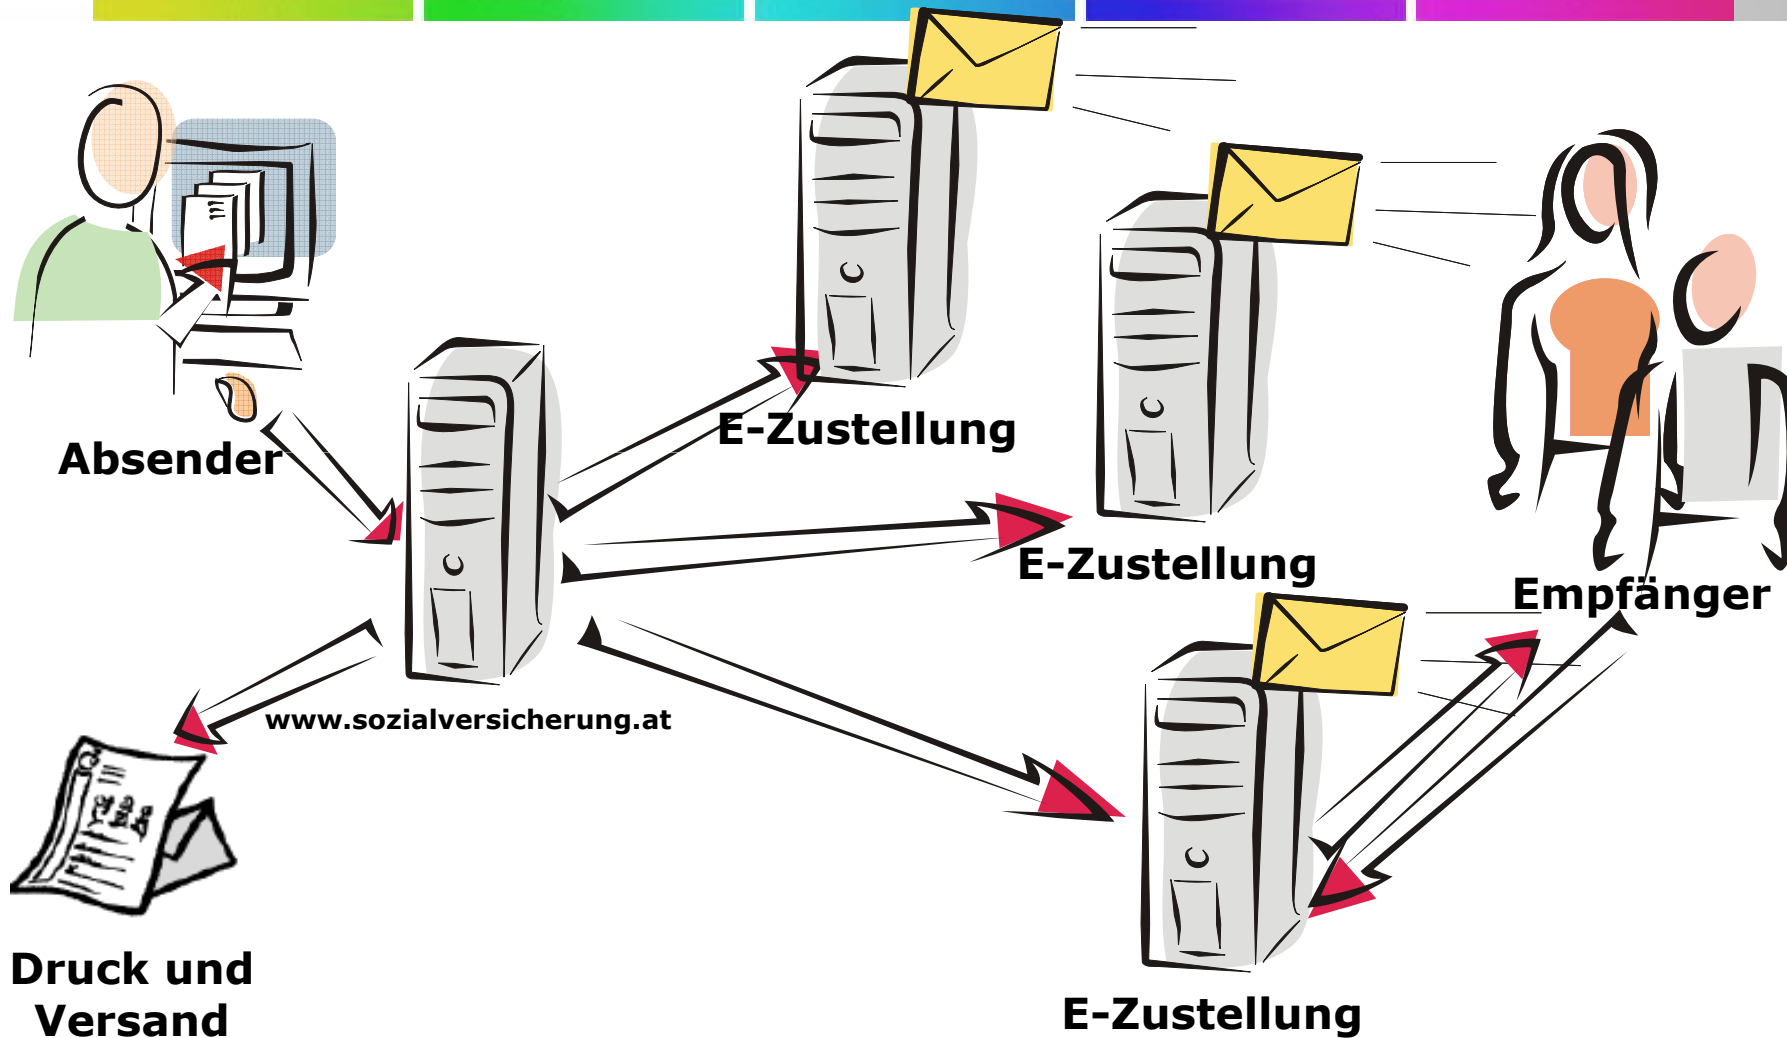 E-Zustellung
Absender
E-Zustellung
Empfänger
www.sozialversicherung.at
Druck und
Versand
E-Zustellung